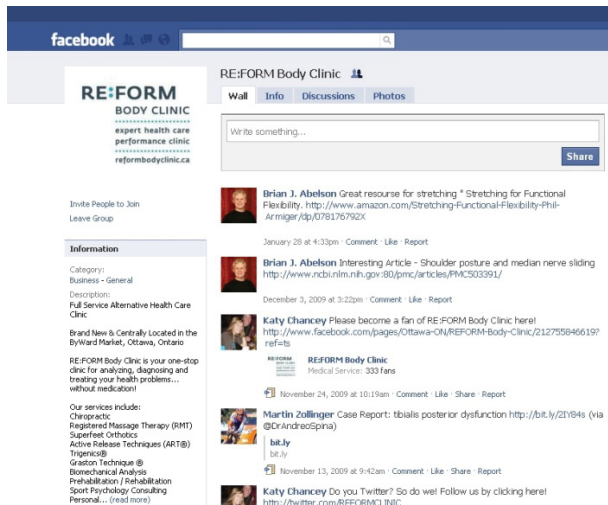 facebook
RE:FORM
BODY CLINIC
expert health care
performance clinic
reformbodyclinic.ca
Invite People to Join
Leave Group
Information
Category:
Business - General
Description:
Full Service Alternative Health Care
Clinic
Brand New & Centrally Located in the
ByWard Market, Ottawa, Ontario
RE:FORM Body Clinic is your one-stop
clinic for analyzing, diagnosing and
treating your health problems...
without medication!
Our services include:
Chiropractic
Registered Massage Therapy (RMT)
Superfeet Orthotics
Active Release Techniques (ART®)
Trigenics®
Graston Technique ®
Biomechanical Analysis
Prehabilitation / Rehabilitation
Sport Psychology Consulting
Personal... (read more)
RE:FORM Body Clinic
Wall Info Discussions Photos
Write something...
Share
Brian J. Abelson Great resourse for stretching " Stretching for Functional
Flexibility. http://www.amazon.com/Stretching-Functional-Flexibility-Phil-
Armiger/dp/078176792X
January 28 at 4:33pm · Comment · Like · Report
Brian J. Abelson Interesting Article - Shoulder posture and median nerve sliding
http://www.ncbi.nlm.nih.gov:80/pmc/articles/PMC503391/
December 3, 2009 at 3:22pm · Comment · Like · Report
Katy Chancey Please become a fan of RE:FORM Body Clinic here!
http://www.facebook.com/pages/Ottawa-ON/REFORM-Body-Clinic/212755846619?
ref=ts
RE:FORM Body Clinic
Medical Service: 333 fans
November 24, 2009 at 10:19am · Comment · Like · Share · Report
Martin Zollinger Case Report: tibialis posterior dysfunction http://bit.ly/2IY84s (via
@DrAndreoSpina)
bit.ly
bit.ly
November 13, 2009 at 9:42am · Comment · Like · Share · Report
Katy Chancey Do you Twitter? So do we! Follow us by clicking here!
http://twitter.com/REFORMCLINIC